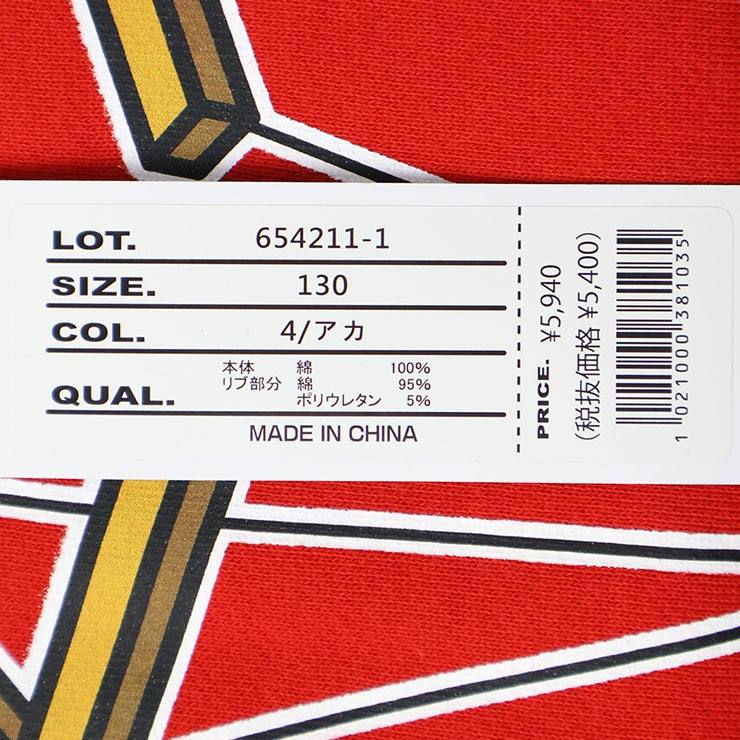 LOT. 654211-1
SIZE. 130
COL. 4/アカ
QUAL. 本体 綿 100%
リブ部分 綿 95%
ポリウレタン 5%
MADE IN CHINA
PRICE. ¥5,940
(税抜価格 ¥5,400)
1021000381035